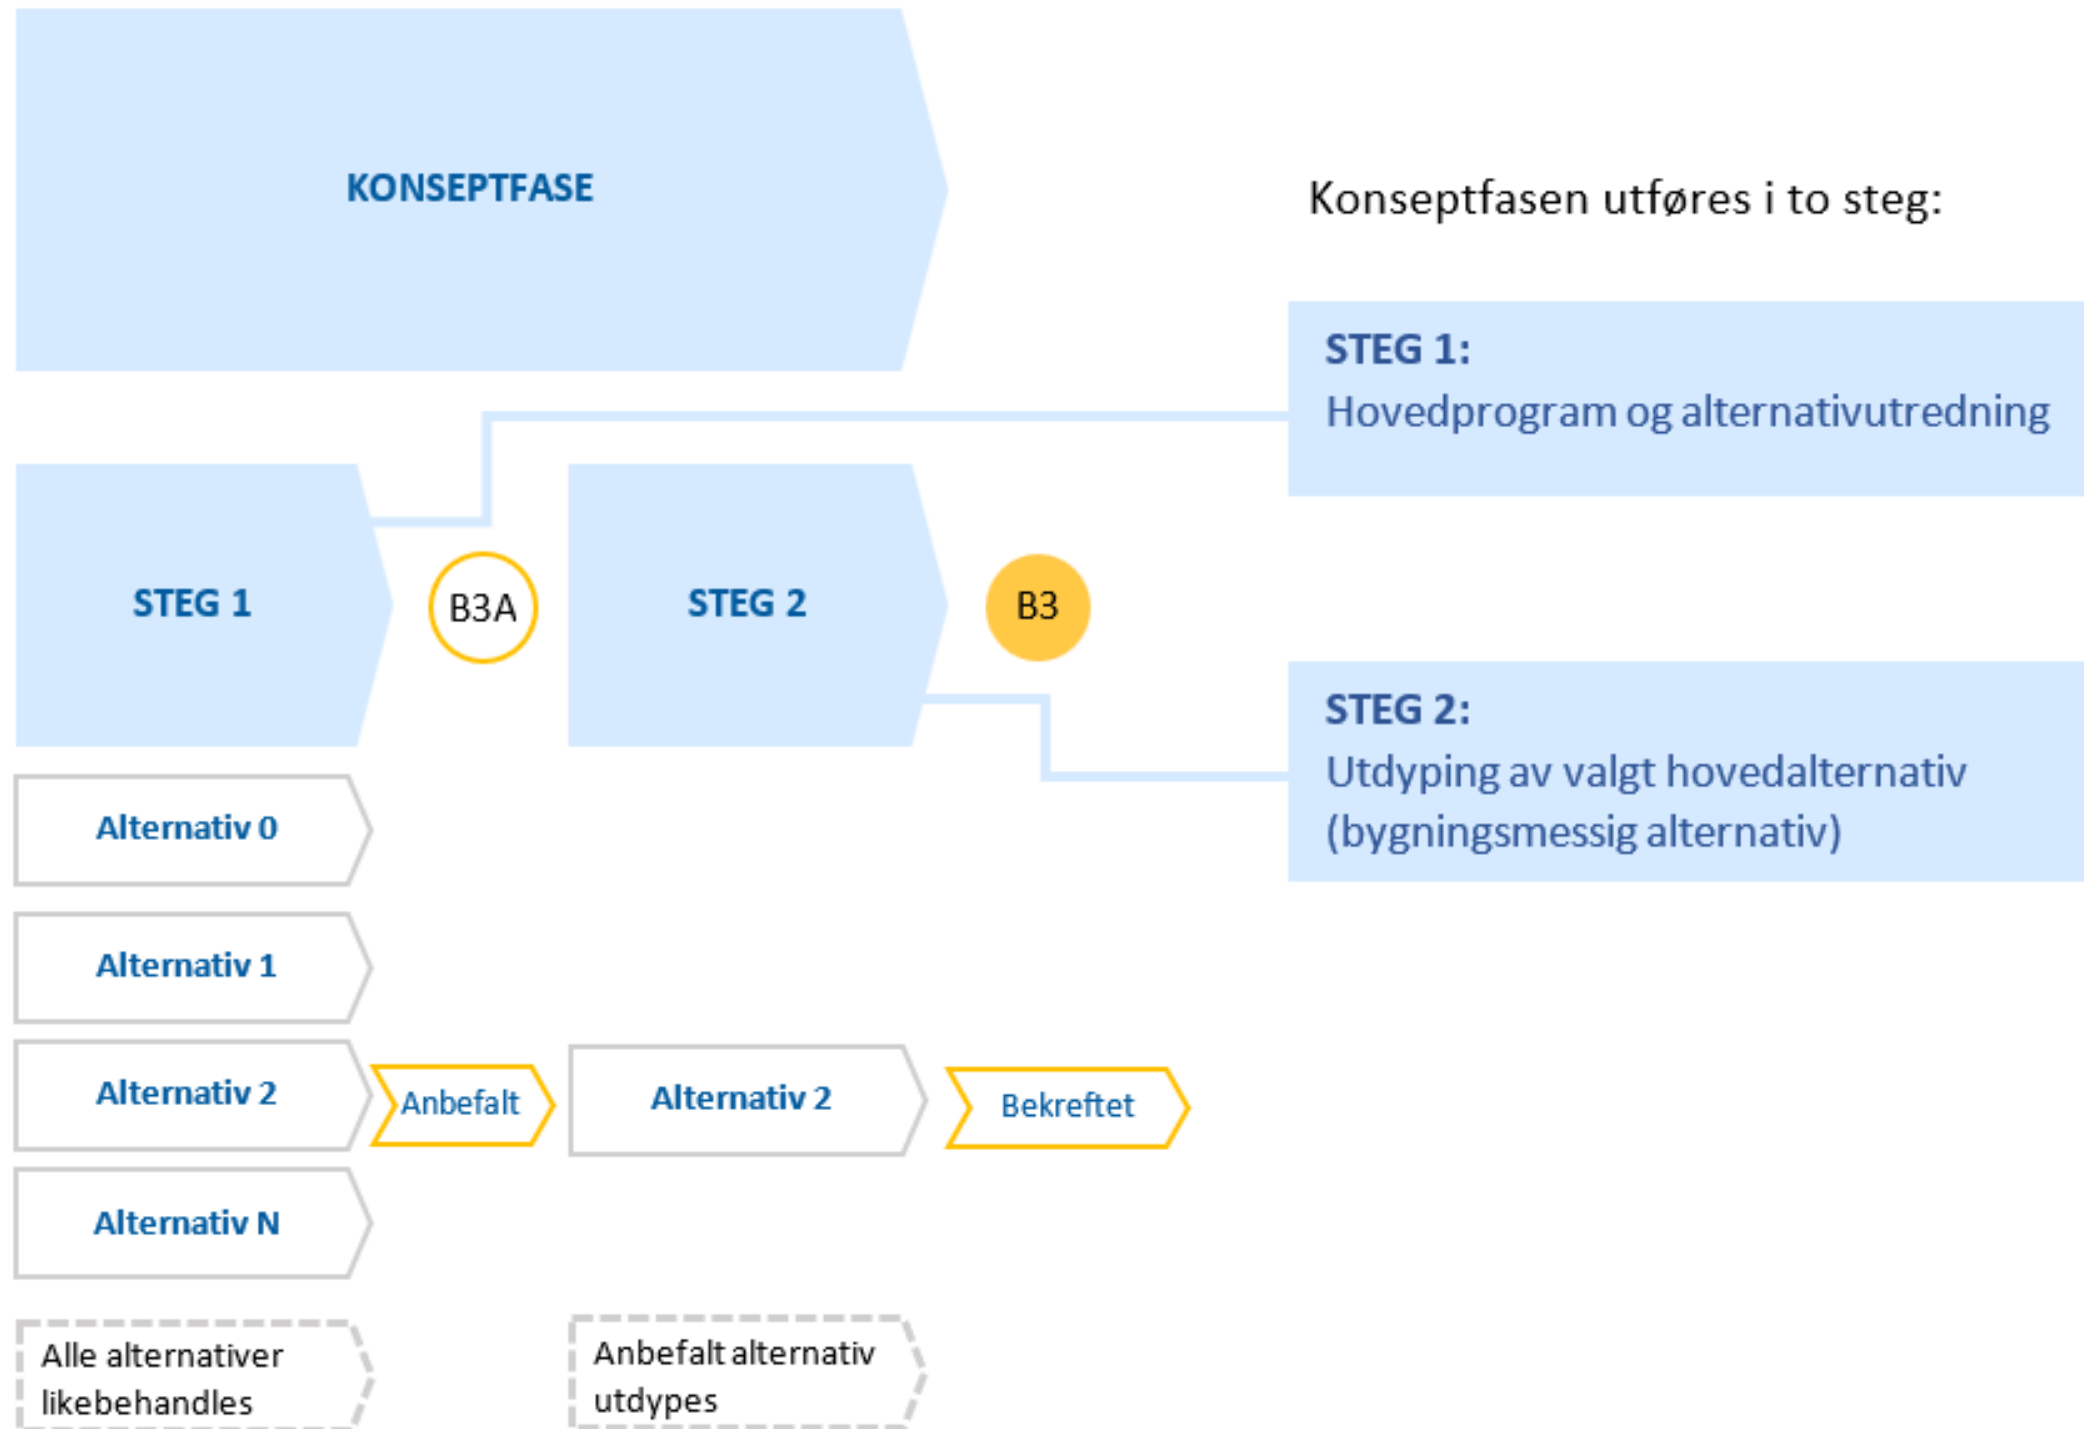 KONSEPTFASE
Konseptfasen utføres i to steg:
STEG 1:
Hovedprogram og alternativutredning
STEG 1
B3A
STEG 2
B3
STEG 2:
Utdyping av valgt hovedalternativ
(bygningsmessig alternativ)
Alternativ 0
Alternativ 1
Alternativ 2
Anbefalt
Alternativ 2
Bekreftet
Alternativ N
Alle alternativer
likebehandles
Anbefalt alternativ
utdypes